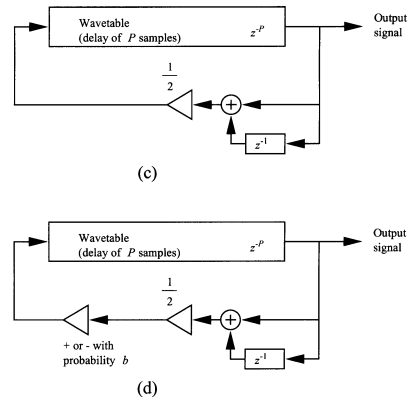 Wavetable
(delay of P samples) z⁻ᴾ
Output
signal
1
2
+
z⁻¹
(c)
Wavetable
(delay of P samples) z⁻ᴾ
Output
signal
1
2
+
z⁻¹
+ or - with
probability b
(d)